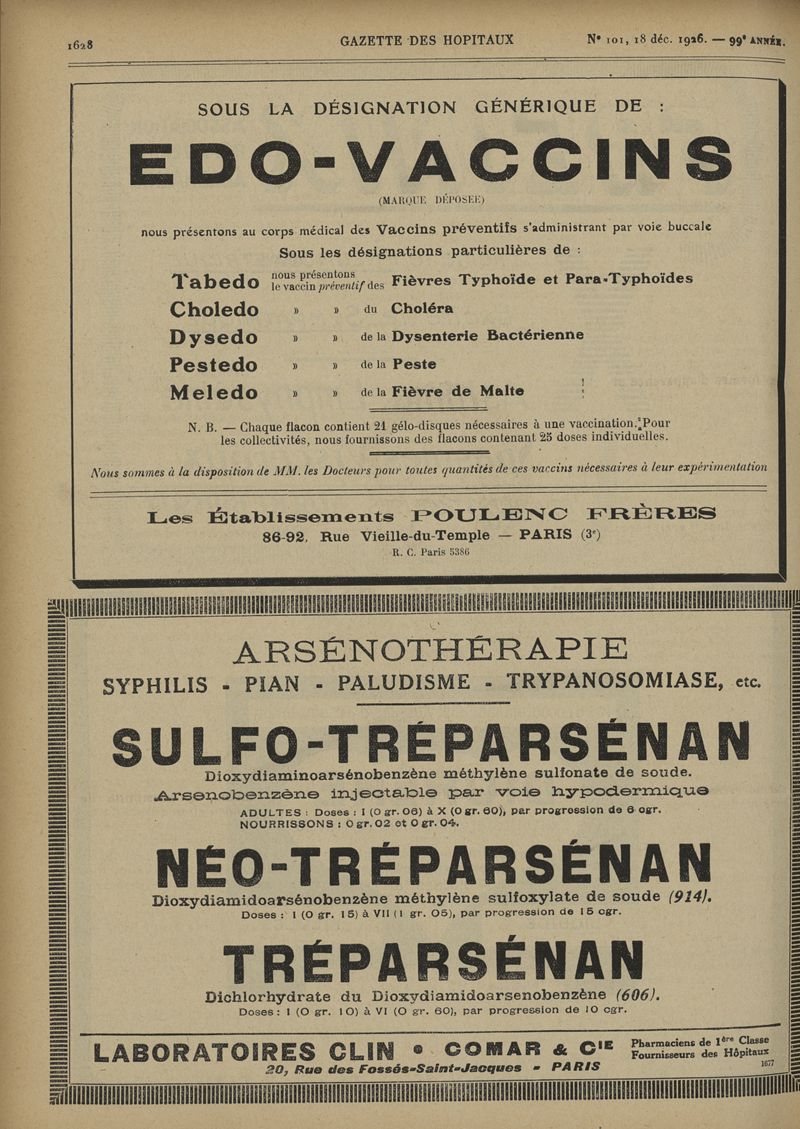 1628 GAZETTE DES HOPITAUX N° 101, 18 déc. 1926. — 99e ANNÉE.
SOUS LA DÉSIGNATION GÉNÉRIQUE DE :
EDO-VACCINS
(MARQUE DÉPOSÉE)
nous présentons au corps médical des Vaccins préventifs s'administrant par voie buccale
Sous les désignations particulières de :
Tabedo nous présentons le vaccin préventif des Fièvres Typhoïde et Para-Typhoïdes
Choledo » » du Choléra
Dysedo » » de la Dysenterie Bactérienne
Pestedo » » de la Peste
Meledo » » de la Fièvre de Malte
N. B. — Chaque flacon contient 21 gélo-disques nécessaires à une vaccination. Pour
les collectivités, nous fournissons des flacons contenant 25 doses individuelles.
Nous sommes à la disposition de MM. les Docteurs pour toutes quantités de ces vaccins nécessaires à leur expérimentation
Les Établissements POULENC FRÈRES
86-92, Rue Vieille-du-Temple — PARIS (3e)
R. C. Paris 5386
ARSÉNOTHÉRAPIE
SYPHILIS - PIAN - PALUDISME - TRYPANOSOMIASE, etc.
SULFO-TRÉPARSÉNAN
Dioxydiaminoarsénobenzène méthylène sulfonate de soude.
Arsenobenzène injectable par voie hypodermique
ADULTES : Doses : I (0 gr. 06) à X (0 gr. 60), par progression de 6 cgr.
NOURRISSONS : 0 gr. 02 et 0 gr. 04.
NÉO-TRÉPARSÉNAN
Dioxydiamidoarsénobenzène méthylène sulfoxylate de soude (914).
Doses : I (0 gr. 15) à VII (1 gr. 05), par progression de 15 cgr.
TRÉPARSÉNAN
Dichlorhydrate du Dioxydiamidoarsenobenzène (606).
Doses : I (0 gr. 10) à VI (0 gr. 60), par progression de 10 cgr.
LABORATOIRES CLIN • COMAR & CIE Pharmaciens de 1ère Classe
Fournisseurs des Hôpitaux
20, Rue des Fossés-Saint-Jacques - PARIS 1677